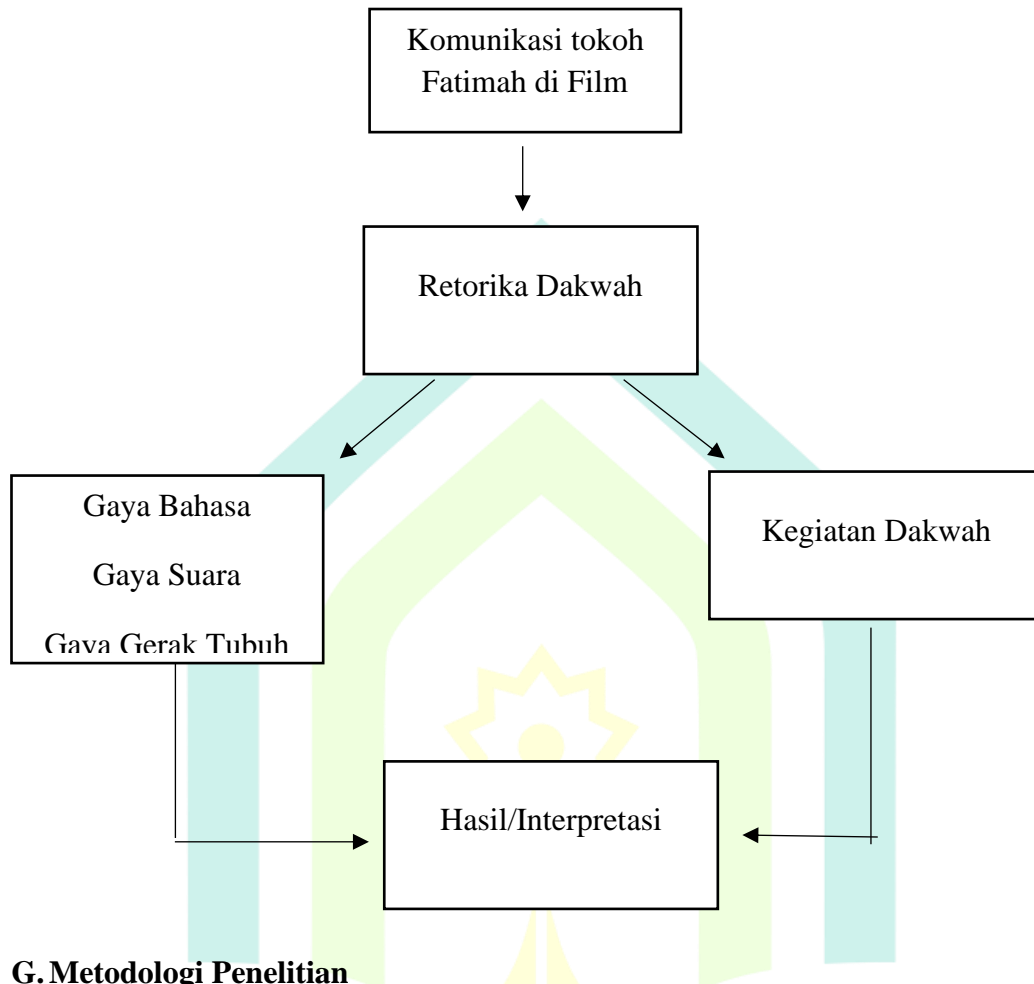 Komunikasi tokoh
Fatimah di Film
Retorika Dakwah
Gaya Bahasa
Gaya Suara
Gaya Gerak Tubuh
Kegiatan Dakwah
Hasil/Interpretasi
G. Metodologi Penelitian